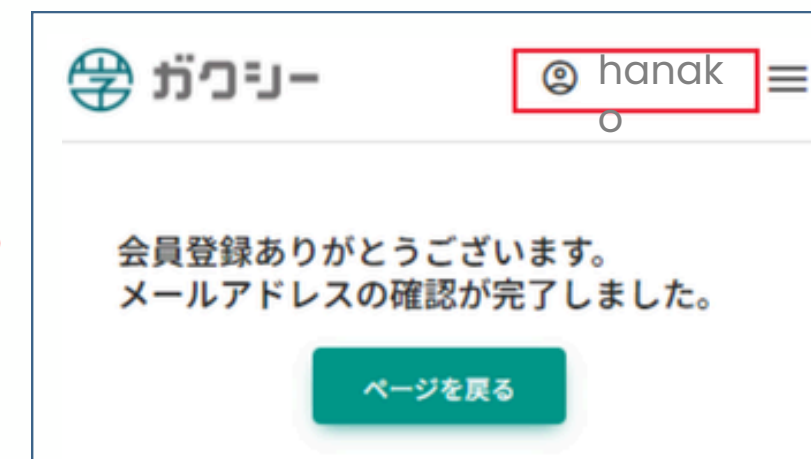 ガクシー
hanak
o
会員登録ありがとうございます。
メールアドレスの確認が完了しました。
ページを戻る